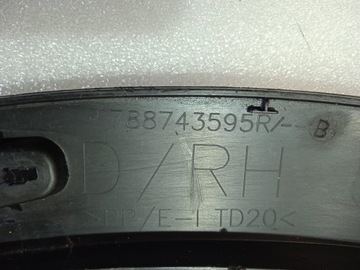 88743595R/-- B
D/RH
>PP/E-I TD20<